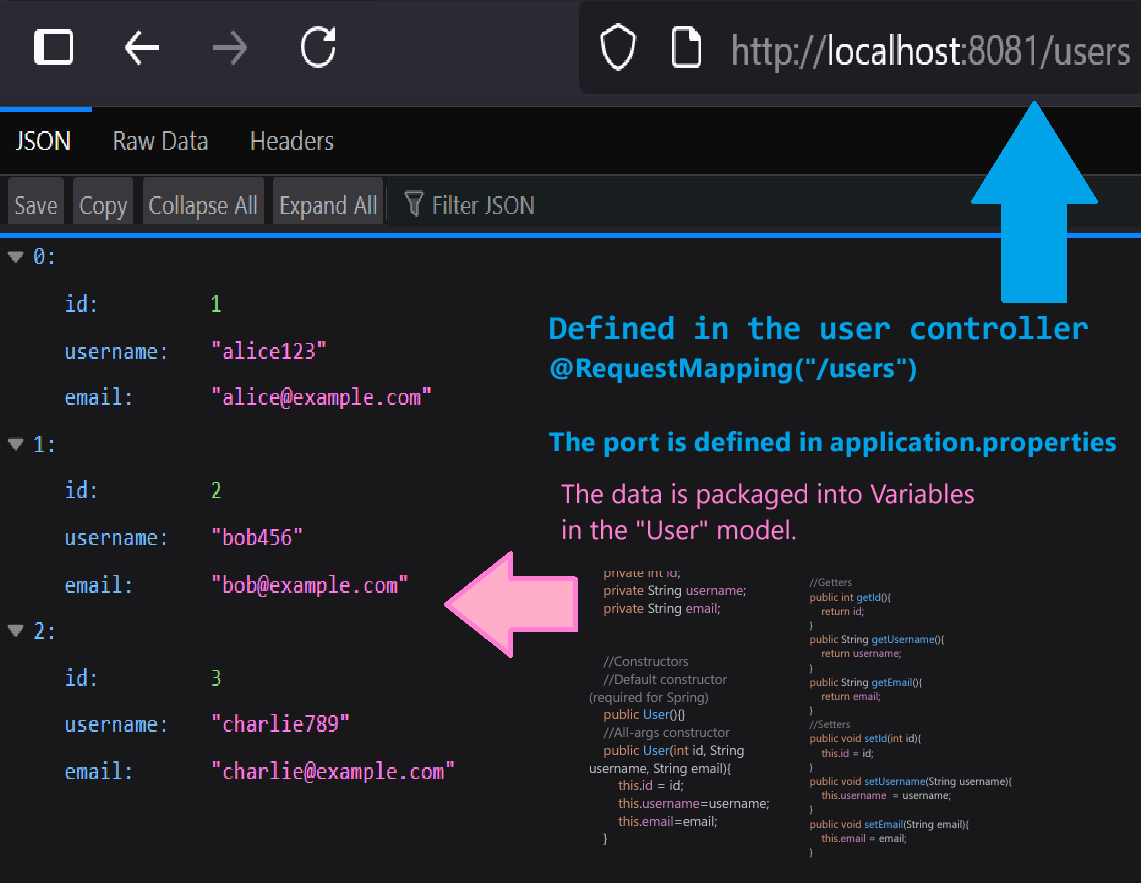 http://localhost:8081/users
JSON Raw Data Headers
Save Copy Collapse All Expand All Filter JSON
0:
id: 1
username: "alice123"
email: "alice@example.com"
1:
id: 2
username: "bob456"
email: "bob@example.com"
2:
id: 3
username: "charlie789"
email: "charlie@example.com"
Defined in the user controller
@RequestMapping("/users")
The port is defined in application.properties
The data is packaged into Variables
in the "User" model.
private int id;
private String username;
private String email;
//Constructors
//Default constructor
(required for Spring)
public User(){}
//All-args constructor
public User(int id, String
username, String email){
this.id = id;
this.username=username;
this.email=email;
}
//Getters
public int getId(){
return id;
}
public String getUsername(){
return username;
}
public String getEmail(){
return email;
}
//Setters
public void setId(int id){
this.id = id;
}
public void setUsername(String username){
this.username = username;
}
public void setEmail(String email){
this.email = email;
}